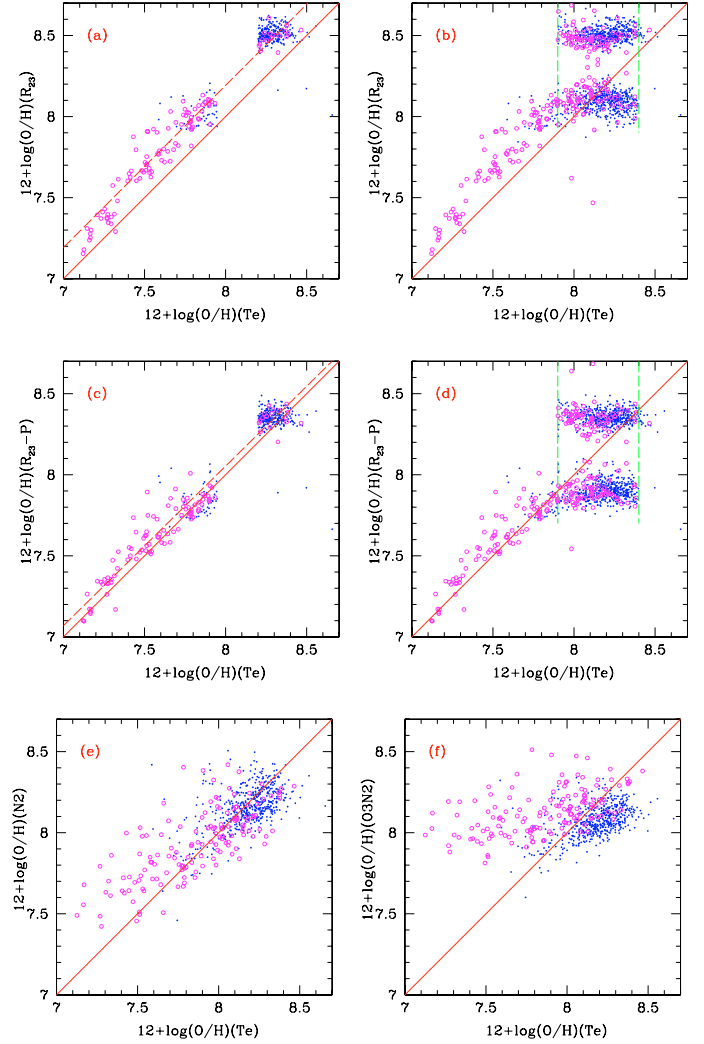 (a)
8.5
8
7.5
7
7
7.5
8
8.5
12+log(O/H)(R₂₃)
12+log(O/H)(Te)
(b)
8.5
8
7.5
7
7
7.5
8
8.5
12+log(O/H)(R₂₃)
12+log(O/H)(Te)
(c)
8.5
8
7.5
7
7
7.5
8
8.5
12+log(O/H)(R₂₃-P)
12+log(O/H)(Te)
(d)
8.5
8
7.5
7
7
7.5
8
8.5
12+log(O/H)(R₂₃-P)
12+log(O/H)(Te)
(e)
8.5
8
7.5
7
7
7.5
8
8.5
12+log(O/H)(N2)
12+log(O/H)(Te)
(f)
8.5
8
7.5
7
7
7.5
8
8.5
12+log(O/H)(O3N2)
12+log(O/H)(Te)